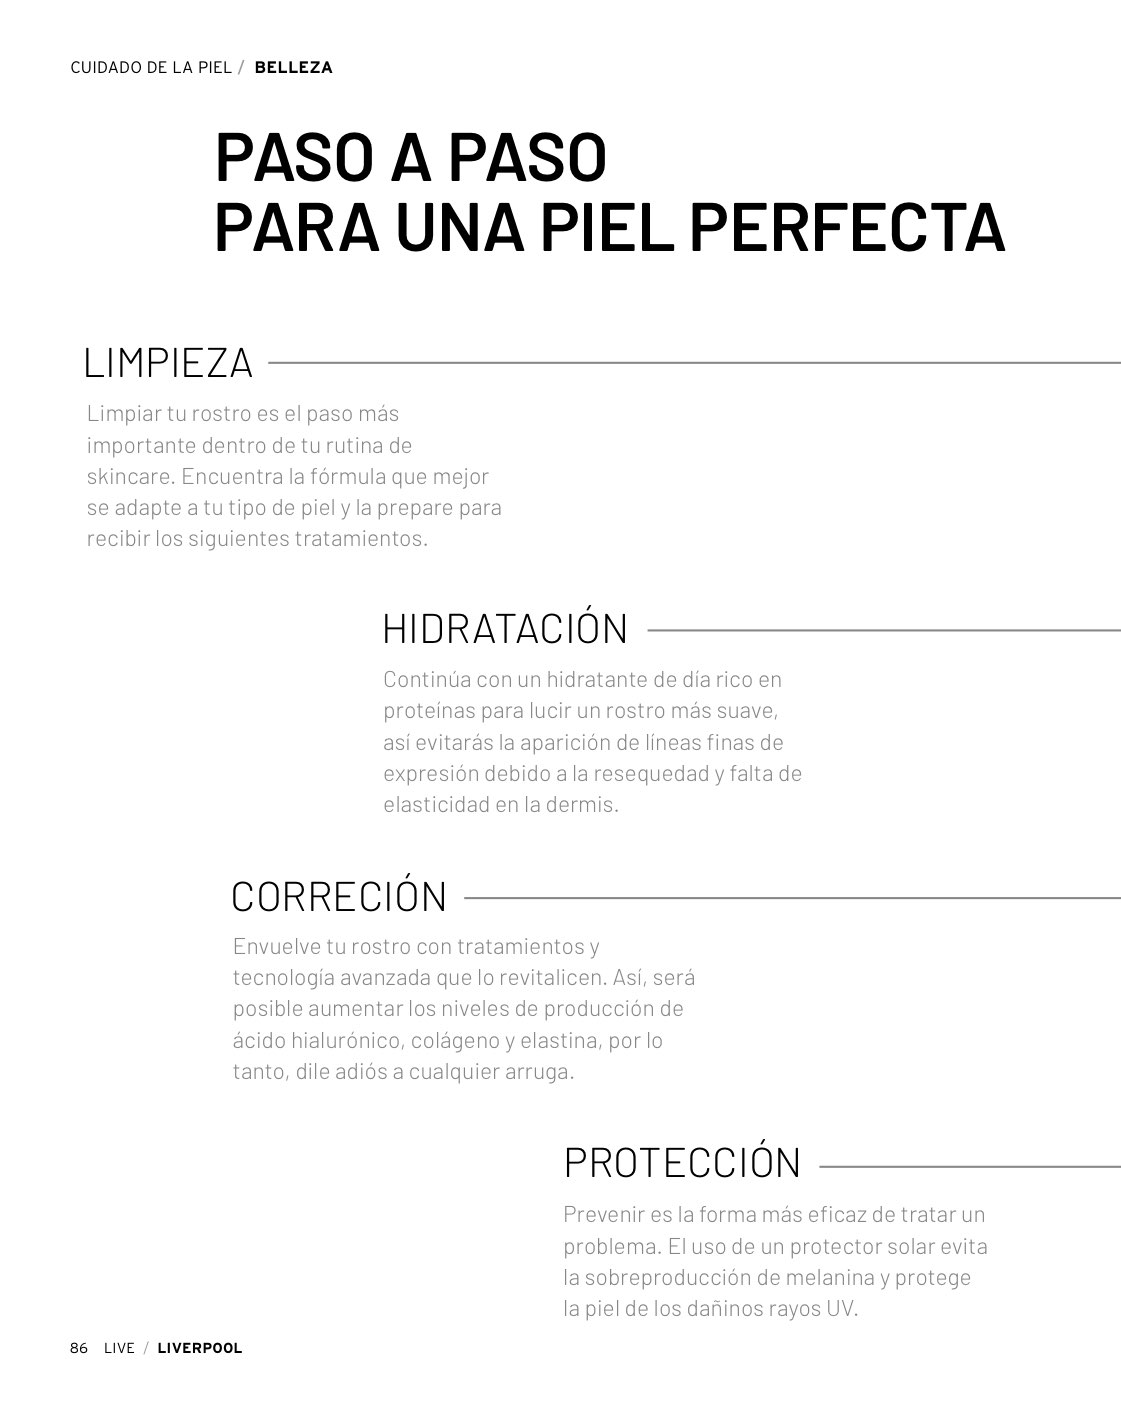 CUIDADO DE LA PIEL / BELLEZA
PASO A PASO
PARA UNA PIEL PERFECTA
LIMPIEZA
Limpiar tu rostro es el paso más
importante dentro de tu rutina de
skincare. Encuentra la fórmula que mejor
se adapte a tu tipo de piel y la prepare para
recibir los siguientes tratamientos.
HIDRATACIÓN
Continúa con un hidratante de día rico en
proteínas para lucir un rostro más suave,
así evitarás la aparición de líneas finas de
expresión debido a la resequedad y falta de
elasticidad en la dermis.
CORRECIÓN
Envuelve tu rostro con tratamientos y
tecnología avanzada que lo revitalicen. Así, será
posible aumentar los niveles de producción de
ácido hialurónico, colágeno y elastina, por lo
tanto, dile adiós a cualquier arruga.
PROTECCIÓN
Prevenir es la forma más eficaz de tratar un
problema. El uso de un protector solar evita
la sobreproducción de melanina y protege
la piel de los dañinos rayos UV.
86 LIVE / LIVERPOOL